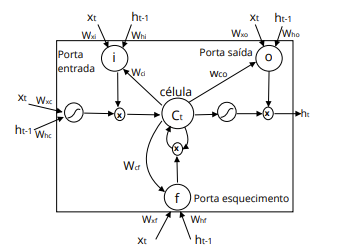 xt ht-1 xt ht-1
Wxi Whi Wxo Who
Porta entrada
i
Porta saída
o
Wci
wco
célula
xt Wxc
ht-1 Whc
x
Ct
x
ht
x
Wcf
f
Porta esquecimento
Wxf Whf
xt ht-1